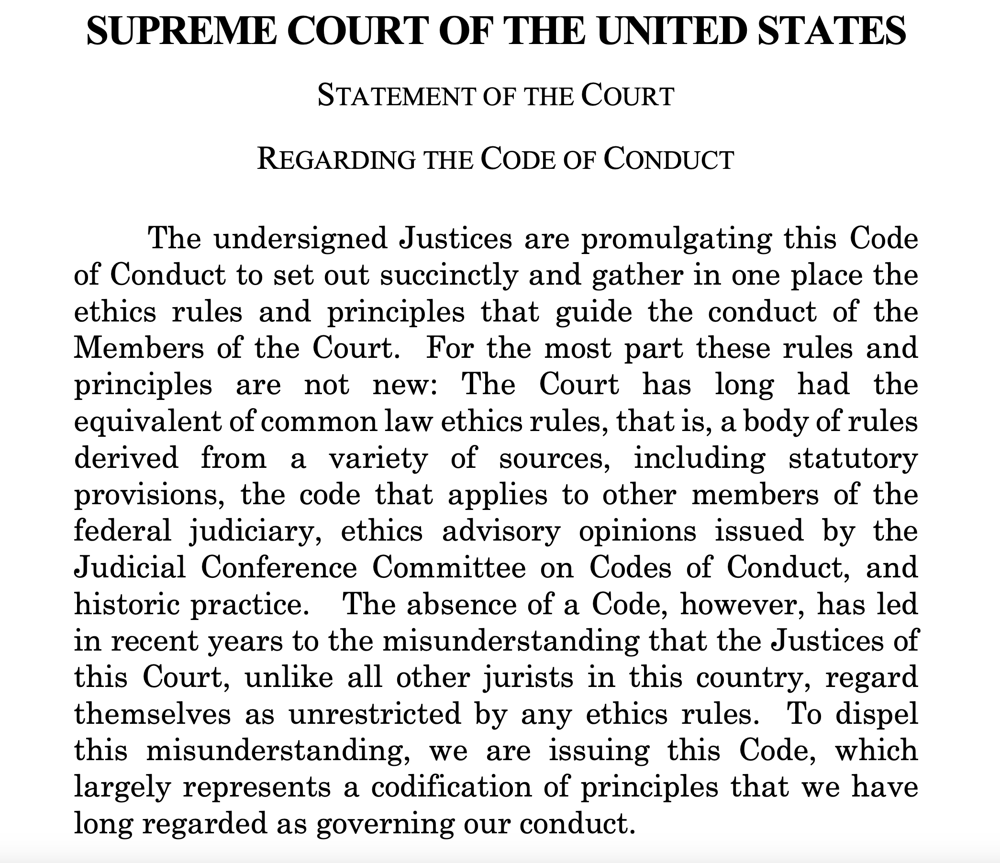 SUPREME COURT OF THE UNITED STATES
STATEMENT OF THE COURT
REGARDING THE CODE OF CONDUCT
The undersigned Justices are promulgating this Code
of Conduct to set out succinctly and gather in one place the
ethics rules and principles that guide the conduct of the
Members of the Court. For the most part these rules and
principles are not new: The Court has long had the
equivalent of common law ethics rules, that is, a body of rules
derived from a variety of sources, including statutory
provisions, the code that applies to other members of the
federal judiciary, ethics advisory opinions issued by the
Judicial Conference Committee on Codes of Conduct, and
historic practice. The absence of a Code, however, has led
in recent years to the misunderstanding that the Justices of
this Court, unlike all other jurists in this country, regard
themselves as unrestricted by any ethics rules. To dispel
this misunderstanding, we are issuing this Code, which
largely represents a codification of principles that we have
long regarded as governing our conduct.